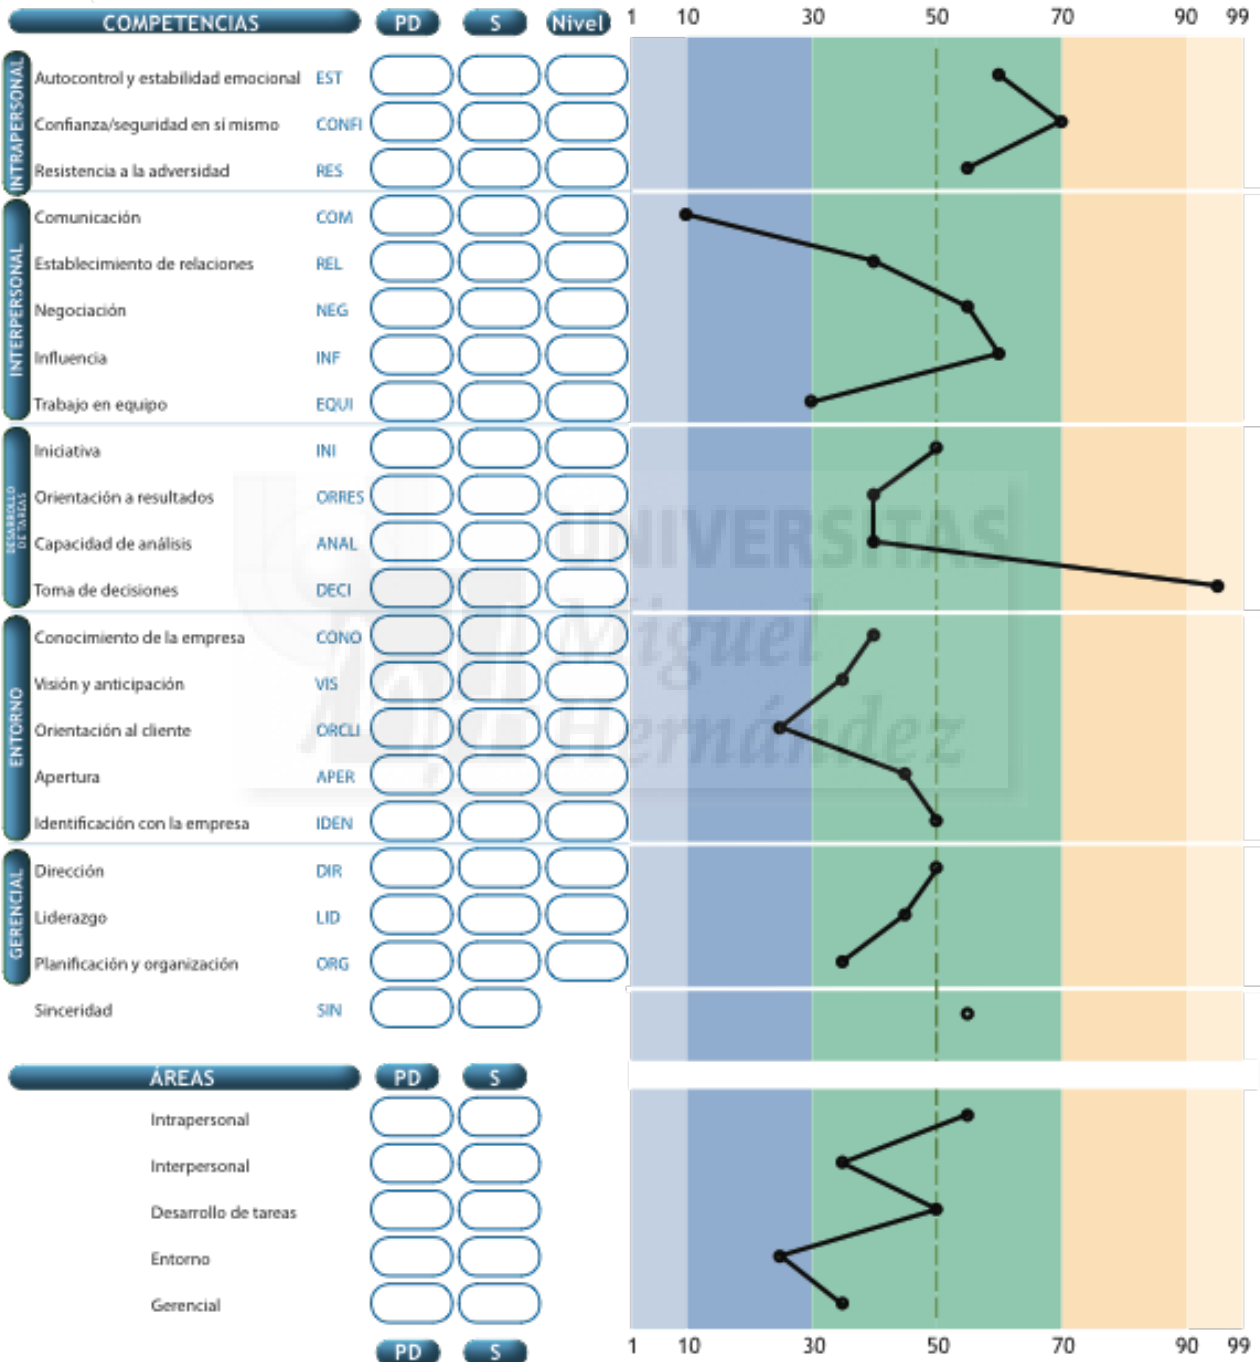 COMPETENCIAS PD S Nivel 1 10 30 50 70 90 99
INTRAPERSONAL
Autocontrol y estabilidad emocional EST
Confianza/seguridad en sí mismo CONFI
Resistencia a la adversidad RES
INTERPERSONAL
Comunicación COM
Establecimiento de relaciones REL
Negociación NEG
Influencia INF
Trabajo en equipo EQUI
DESARROLLO
DE TAREAS
Iniciativa INI
Orientación a resultados ORRES
Capacidad de análisis ANAL
Toma de decisiones DECI
UNIVERSITAS
Miguel
Hernández
ENTORNO
Conocimiento de la empresa CONO
Visión y anticipación VIS
Orientación al cliente ORCLI
Apertura APER
Identificación con la empresa IDEN
GERENCIAL
Dirección DIR
Liderazgo LID
Planificación y organización ORG
Sinceridad SIN
ÁREAS PD S
Intrapersonal
Interpersonal
Desarrollo de tareas
Entorno
Gerencial
PD S 1 10 30 50 70 90 99